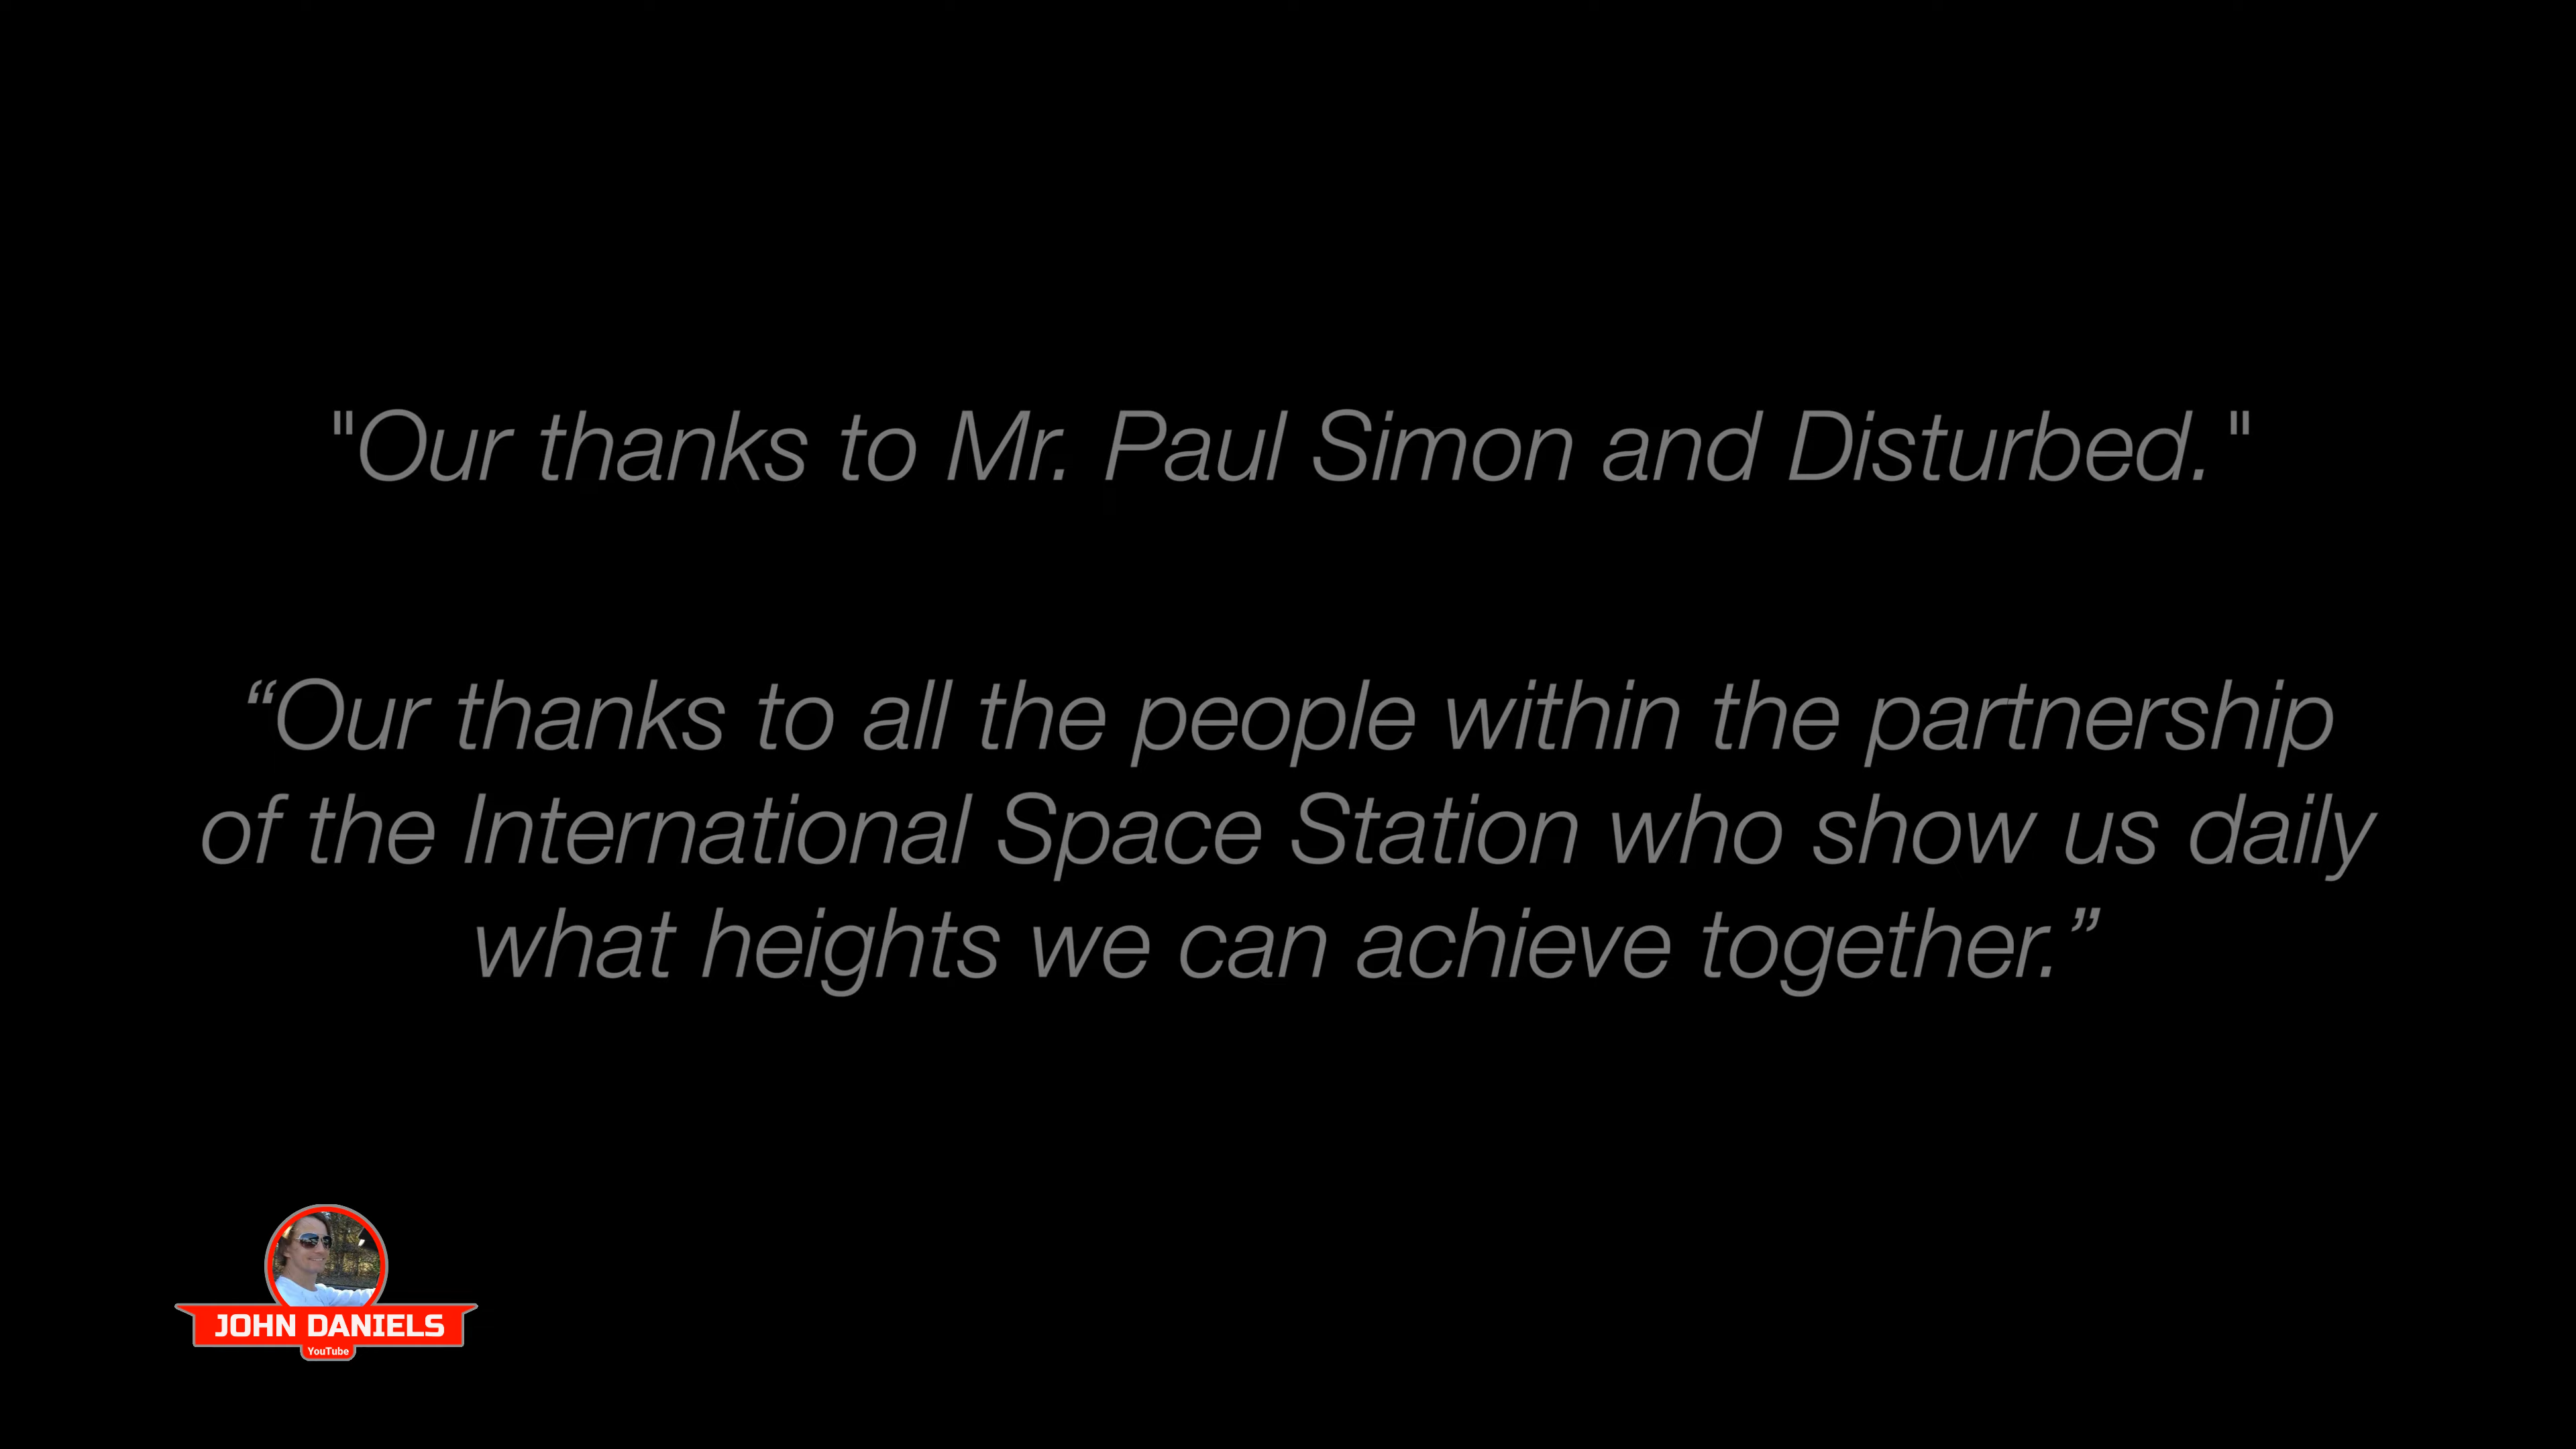 "Our thanks to Mr. Paul Simon and Disturbed."
“Our thanks to all the people within the partnership
of the International Space Station who show us daily
what heights we can achieve together.”
JOHN DANIELS
YouTube